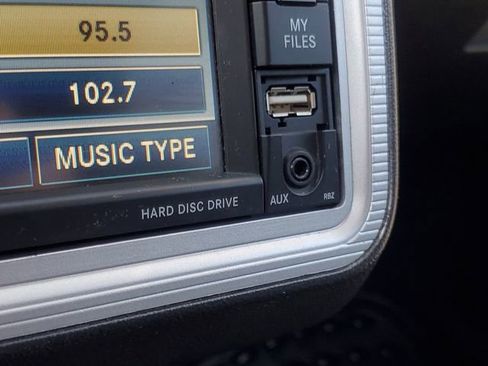 95.5
102.7
MUSIC TYPE
HARD DISC DRIVE
MY
FILES
AUX
RBZ